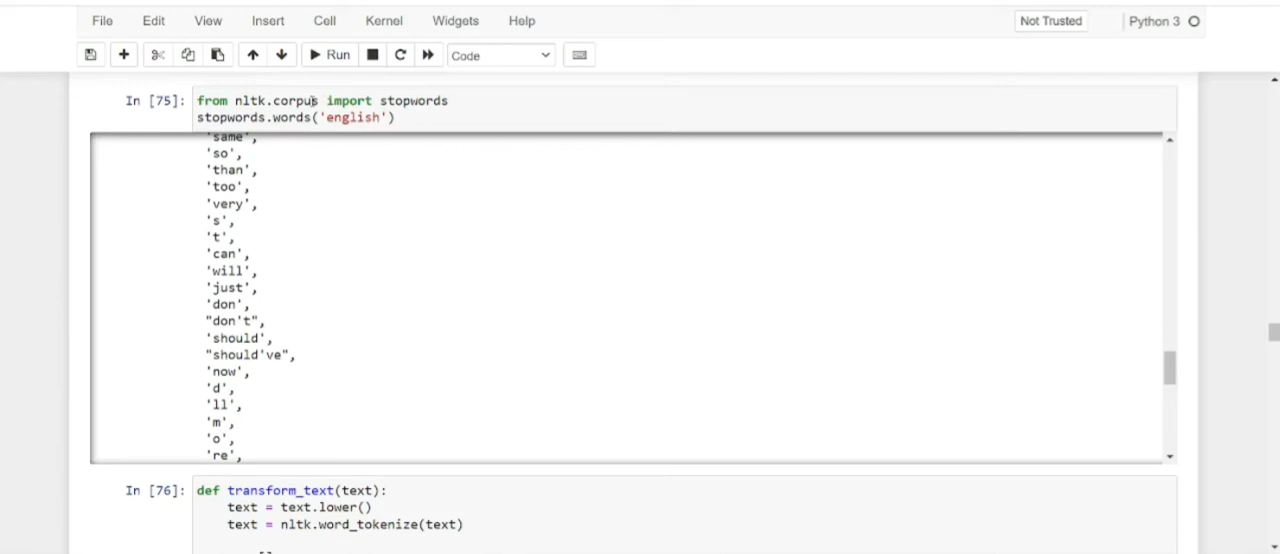 File Edit View Insert Cell Kernel Widgets Help Not Trusted Python 3
Run Code
In [75]: from nltk.corpus import stopwords
stopwords.words('english')
'same',
'so',
'than',
'too',
'very',
's',
't',
'can',
'will',
'just',
'don',
"don't",
'should',
"should've",
'now',
'd',
'll',
'm',
'o',
're',
In [76]: def transform_text(text):
text = text.lower()
text = nltk.word_tokenize(text)